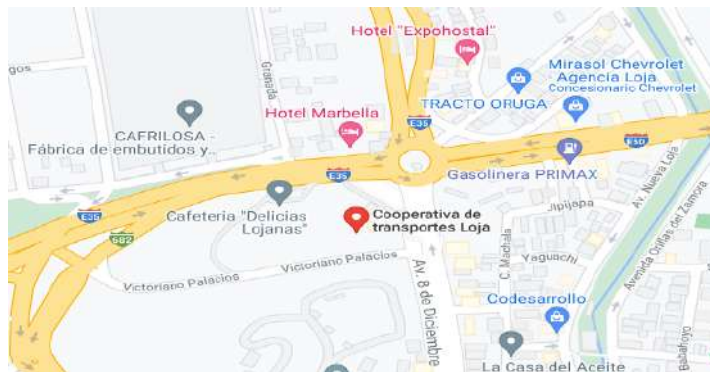 Hotel "Expohostal"
Mirasol Chevrolet
Agencia Loja
Concesionario Chevrolet
gos
Granada
TRACTO ORUGA
Hotel Marbella
E35
CAFRILOSA -
Fábrica de embutidos y...
E50
Gasolinera PRIMAX
E35
Av. Nueva Loja
Cafeteria "Delicias
Lojanas"
Jipijapa
E35
682
Cooperativa de
transportes Loja
Avenida Orillas del Zamora
C. Machala
Yaguachi
Victoriano Palacios
Victoriano Palacios
Av. 8 de Diciembre
Codesarrollo
La Casa del Aceite
Babahoyo